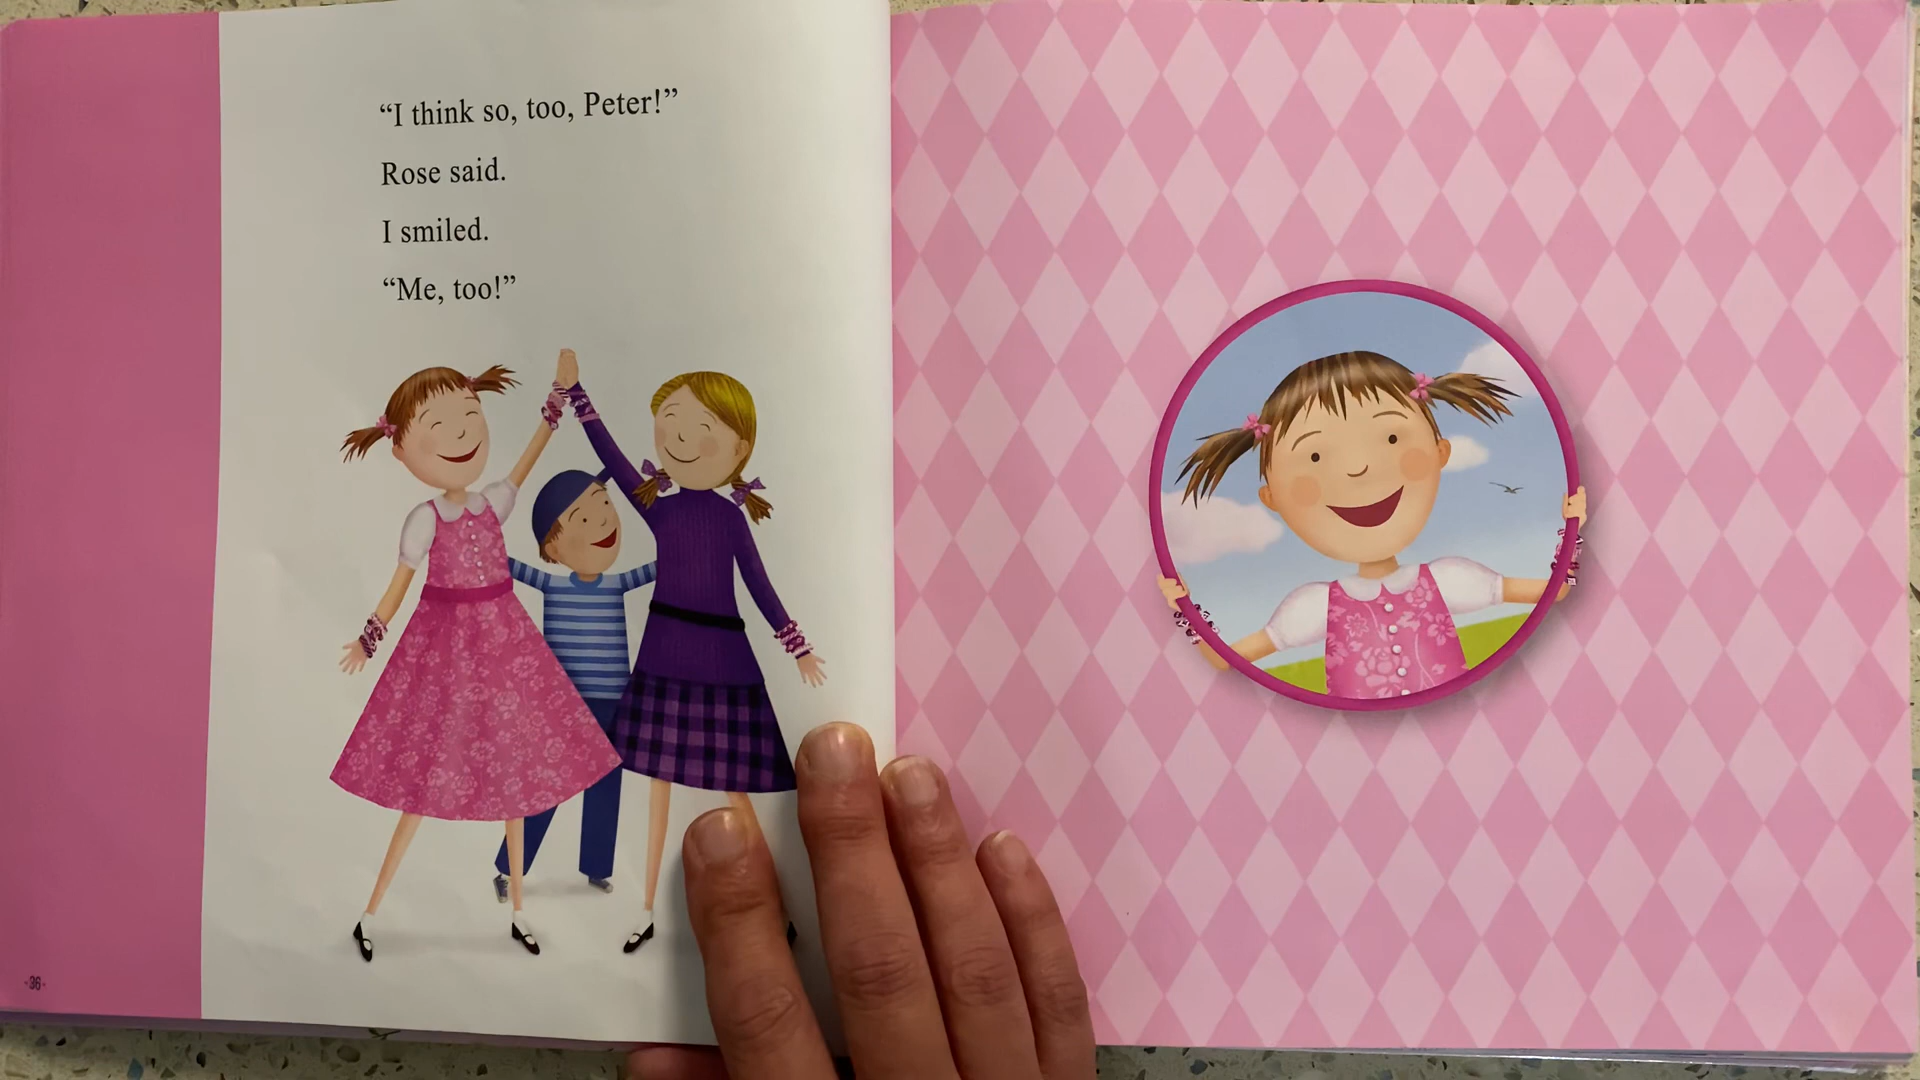 “I think so, too, Peter!”
Rose said.
I smiled.
“Me, too!”
·36·